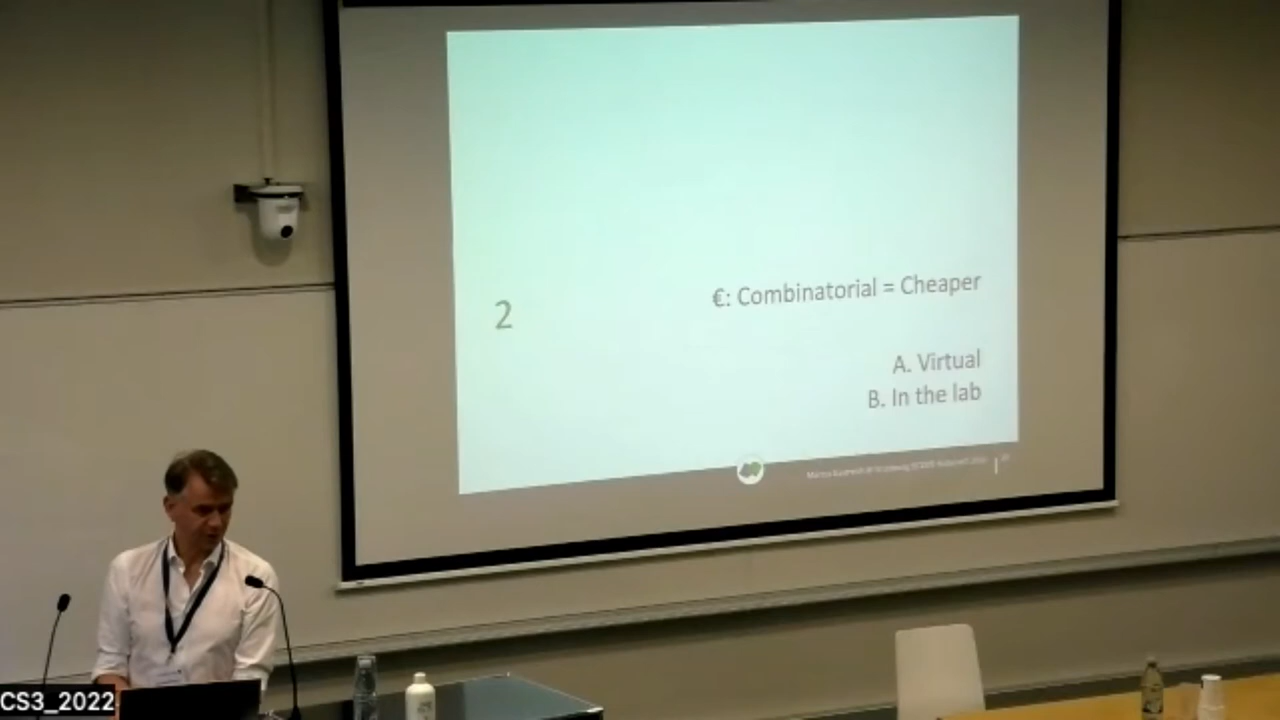 €: Combinatorial = Cheaper
2
A. Virtual
B. In the lab
CS3_2022